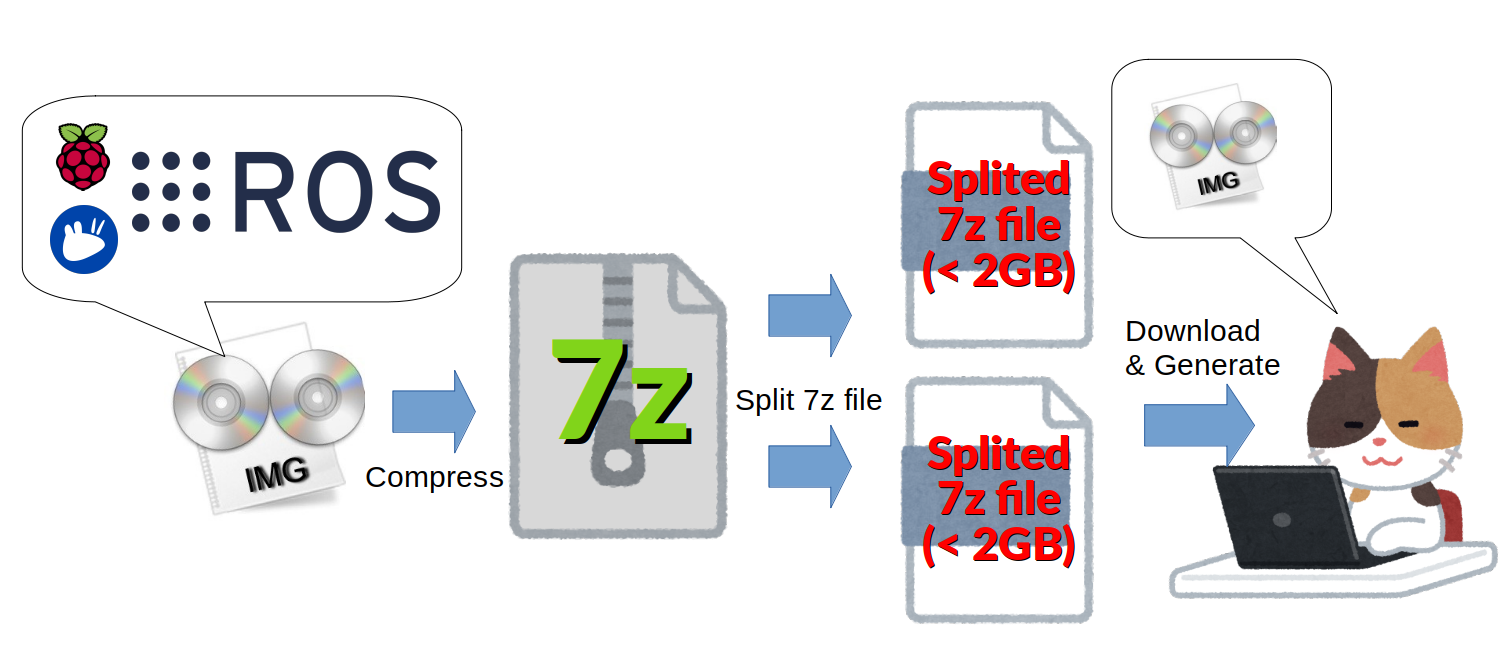 ROS
IMG
Compress
7z
Split 7z file
Splited
7z file
(< 2GB)
Splited
7z file
(< 2GB)
Download
& Generate
IMG